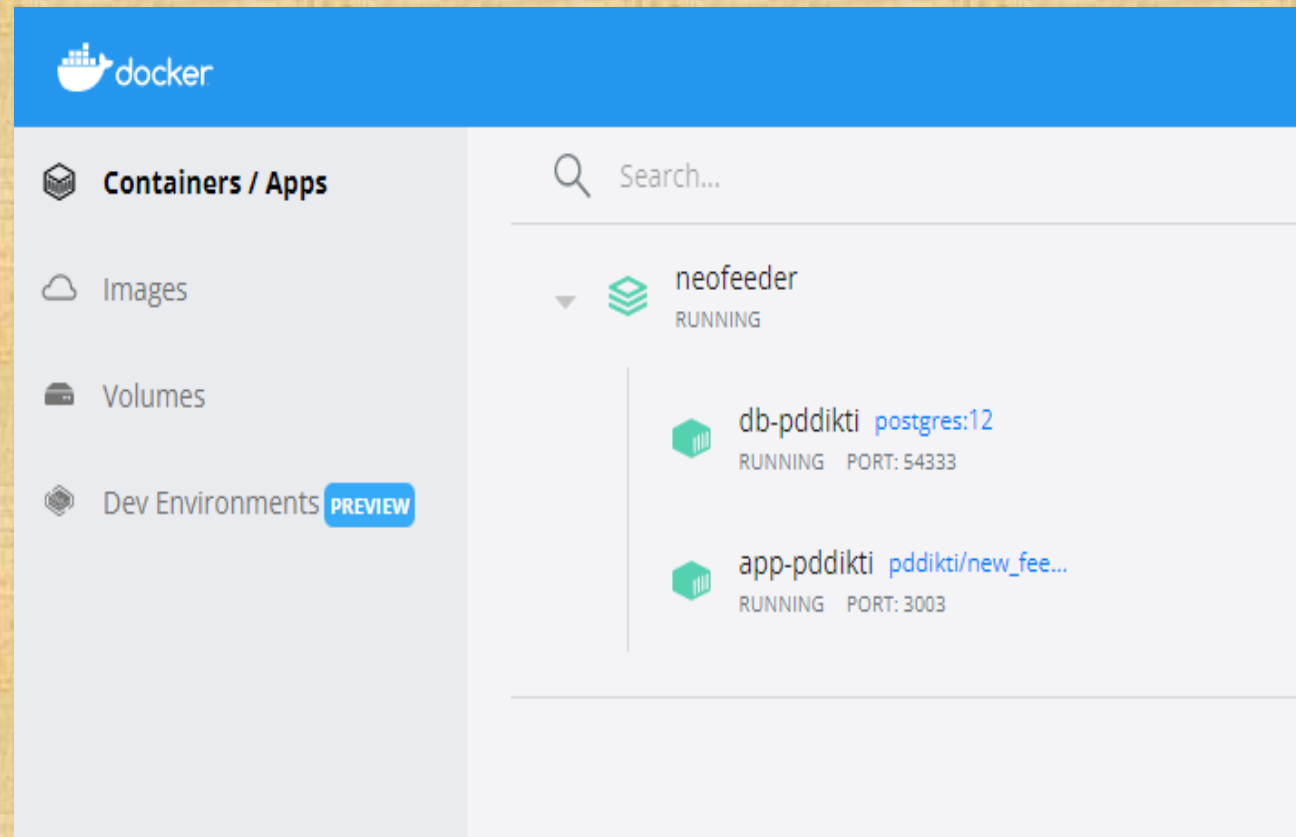 docker
Containers / Apps
Images
Volumes
Dev Environments PREVIEW
Search...
neofeeder
RUNNING
db-pddikti postgres:12
RUNNING PORT: 54333
app-pddikti pddikti/new_fee...
RUNNING PORT: 3003